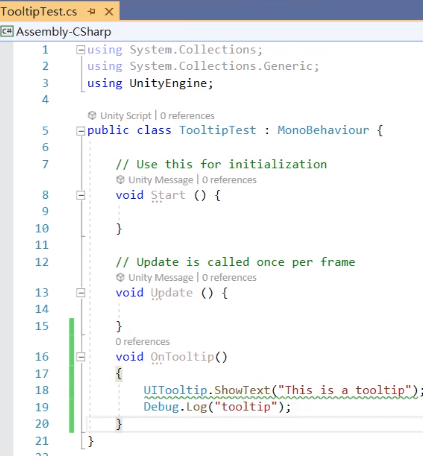 TooltipTest.cs
Assembly-CSharp
1 using System.Collections;
2 using System.Collections.Generic;
3 using UnityEngine;
4
Unity Script | 0 references
5 public class TooltipTest : MonoBehaviour {
6
7 // Use this for initialization
Unity Message | 0 references
8 void Start () {
9
10 }
11
12 // Update is called once per frame
Unity Message | 0 references
13 void Update () {
14
15 }
0 references
16 void OnTooltip()
17 {
18 UITooltip.ShowText("This is a tooltip");
19 Debug.Log("tooltip");
20 }
21 }